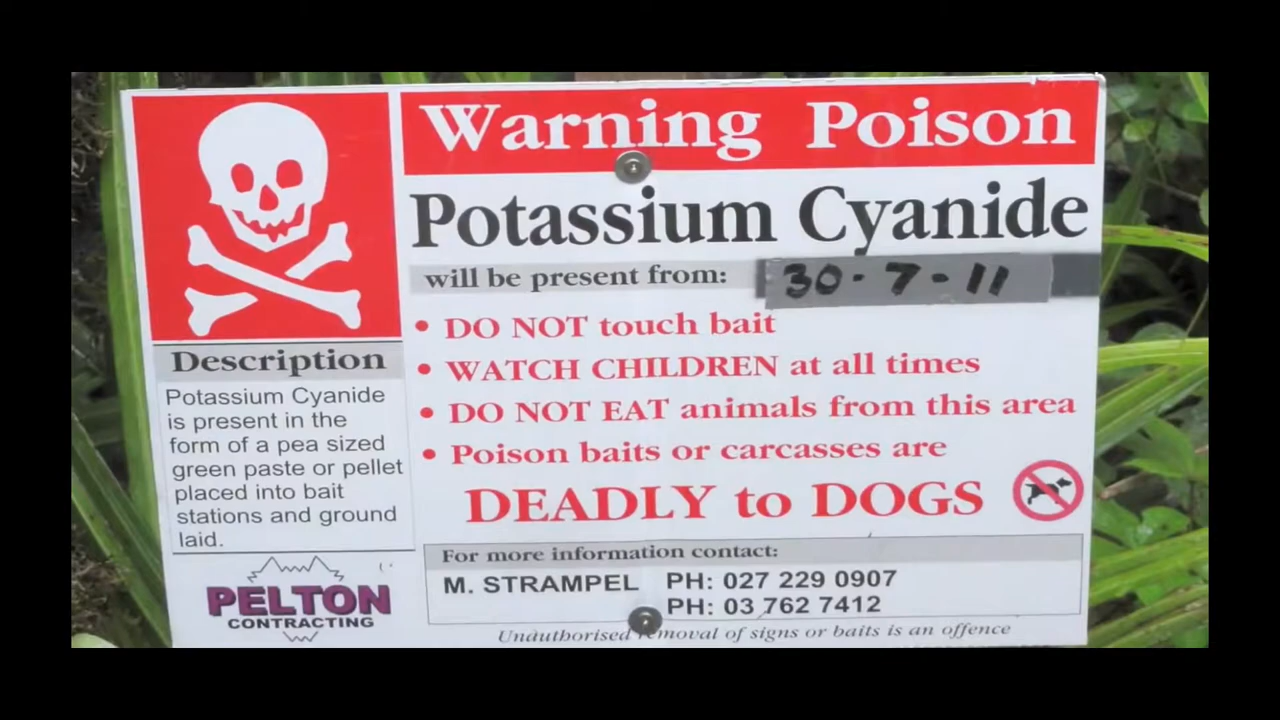 Warning Poison
Potassium Cyanide
will be present from: 30-7-11
• DO NOT touch bait
• WATCH CHILDREN at all times
• DO NOT EAT animals from this area
• Poison baits or carcasses are
DEADLY to DOGS
Description
Potassium Cyanide
is present in the
form of a pea sized
green paste or pellet
placed into bait
stations and ground
laid.
PELTON
CONTRACTING
For more information contact:
M. STRAMPEL PH: 027 229 0907
PH: 03 762 7412
Unauthorised removal of signs or baits is an offence